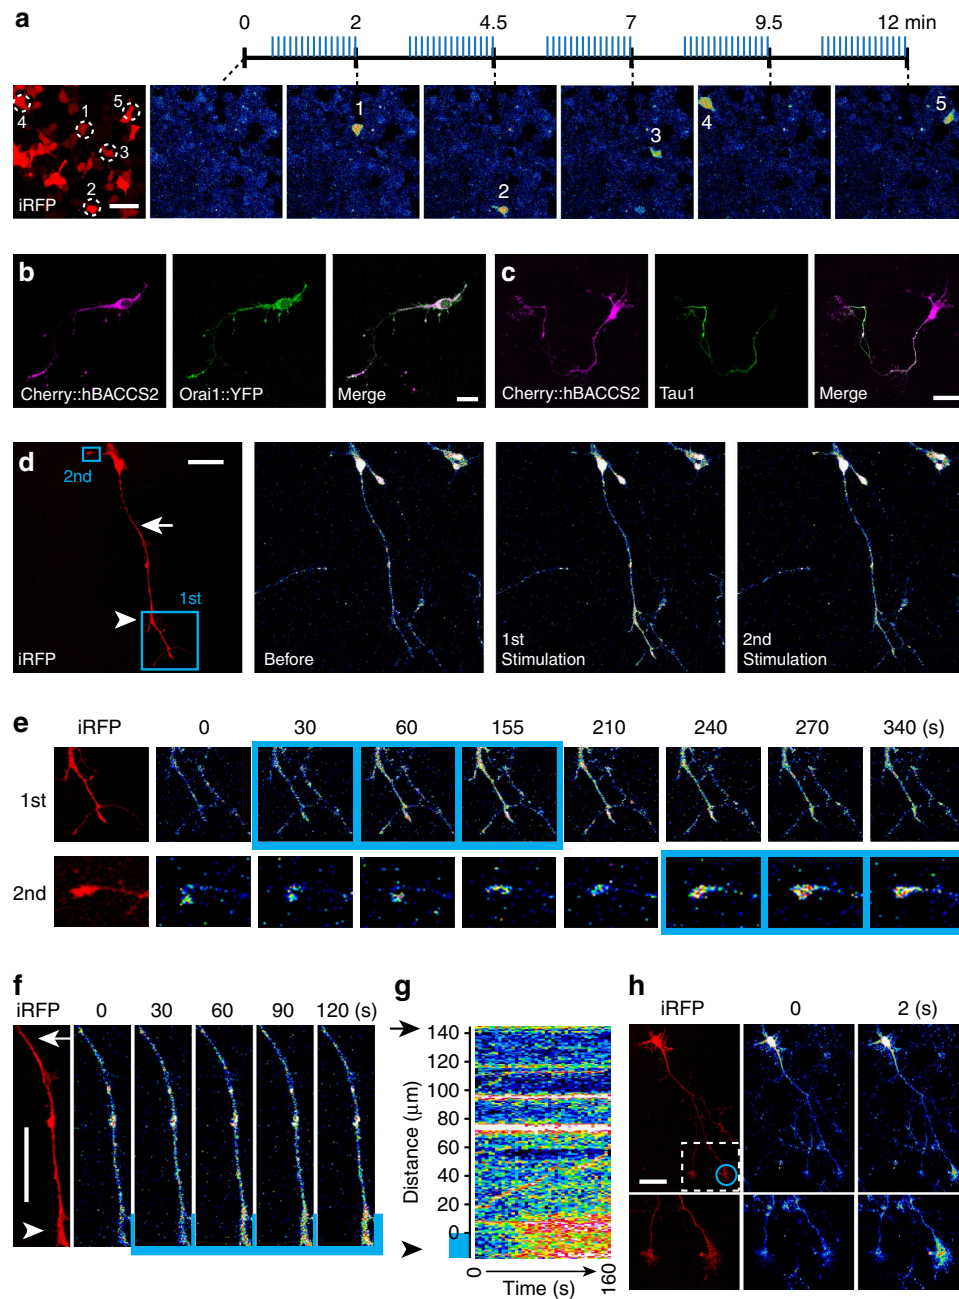 a
0 2 4.5 7 9.5 12 min
1 5 4 3 2 iRFP
1
2
3
4
5
b
Cherry::hBACCS2
Orai1::YFP
Merge
c
Cherry::hBACCS2
Tau1
Merge
d
2nd
1st
iRFP
Before
1st
Stimulation
2nd
Stimulation
e
iRFP 0 30 60 155 210 240 270 340 (s)
1st
2nd
f
iRFP 0 30 60 90 120 (s)
g
140
120
100
80
60
40
20
0
Distance (μm)
0 Time (s) 160
h
iRFP 0 2 (s)